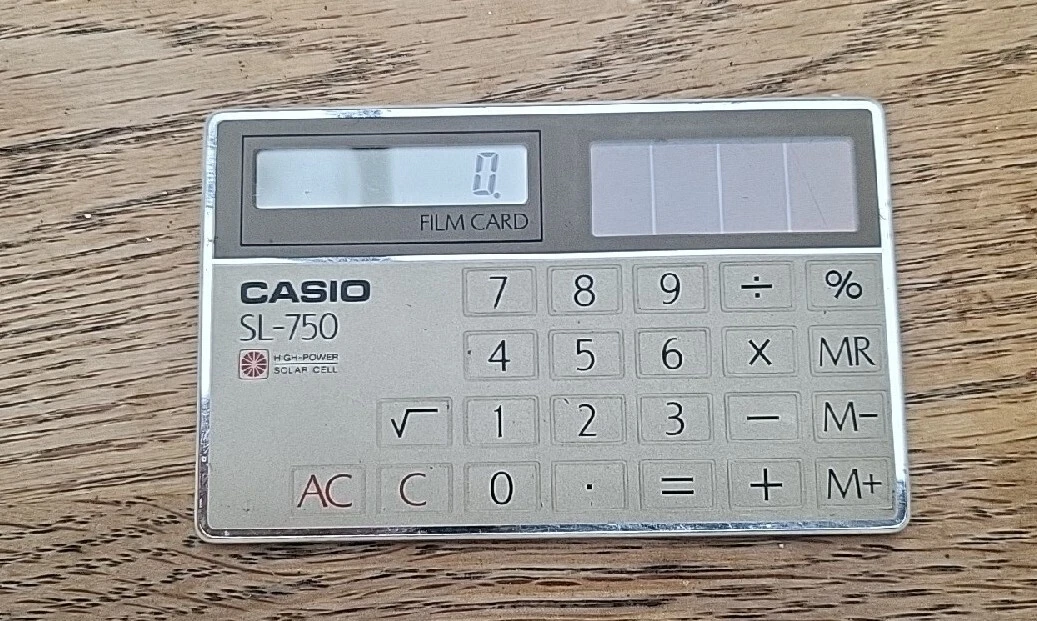 0.
FILM CARD
CASIO
SL-750
HIGH-POWER
SOLAR CELL
7 8 9 ÷ %
4 5 6 × MR
√ 1 2 3 − M−
AC C 0 · = + M+